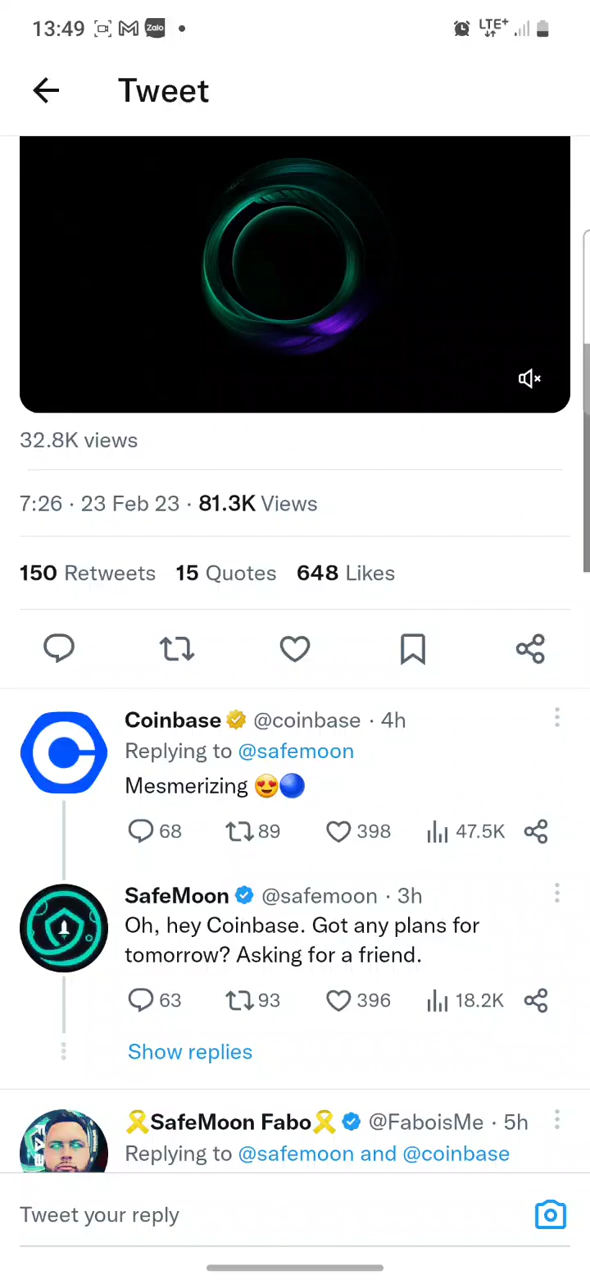 13:49 Zalo LTE+
Tweet
32.8K views
7:26 · 23 Feb 23 · 81.3K Views
150 Retweets 15 Quotes 648 Likes
Coinbase @coinbase · 4h
Replying to @safemoon
Mesmerizing 😍🔵
68 89 398 47.5K
SafeMoon @safemoon · 3h
Oh, hey Coinbase. Got any plans for
tomorrow? Asking for a friend.
63 93 396 18.2K
Show replies
🎗SafeMoon Fabo🎗 @FaboisMe · 5h
Replying to @safemoon and @coinbase
Tweet your reply